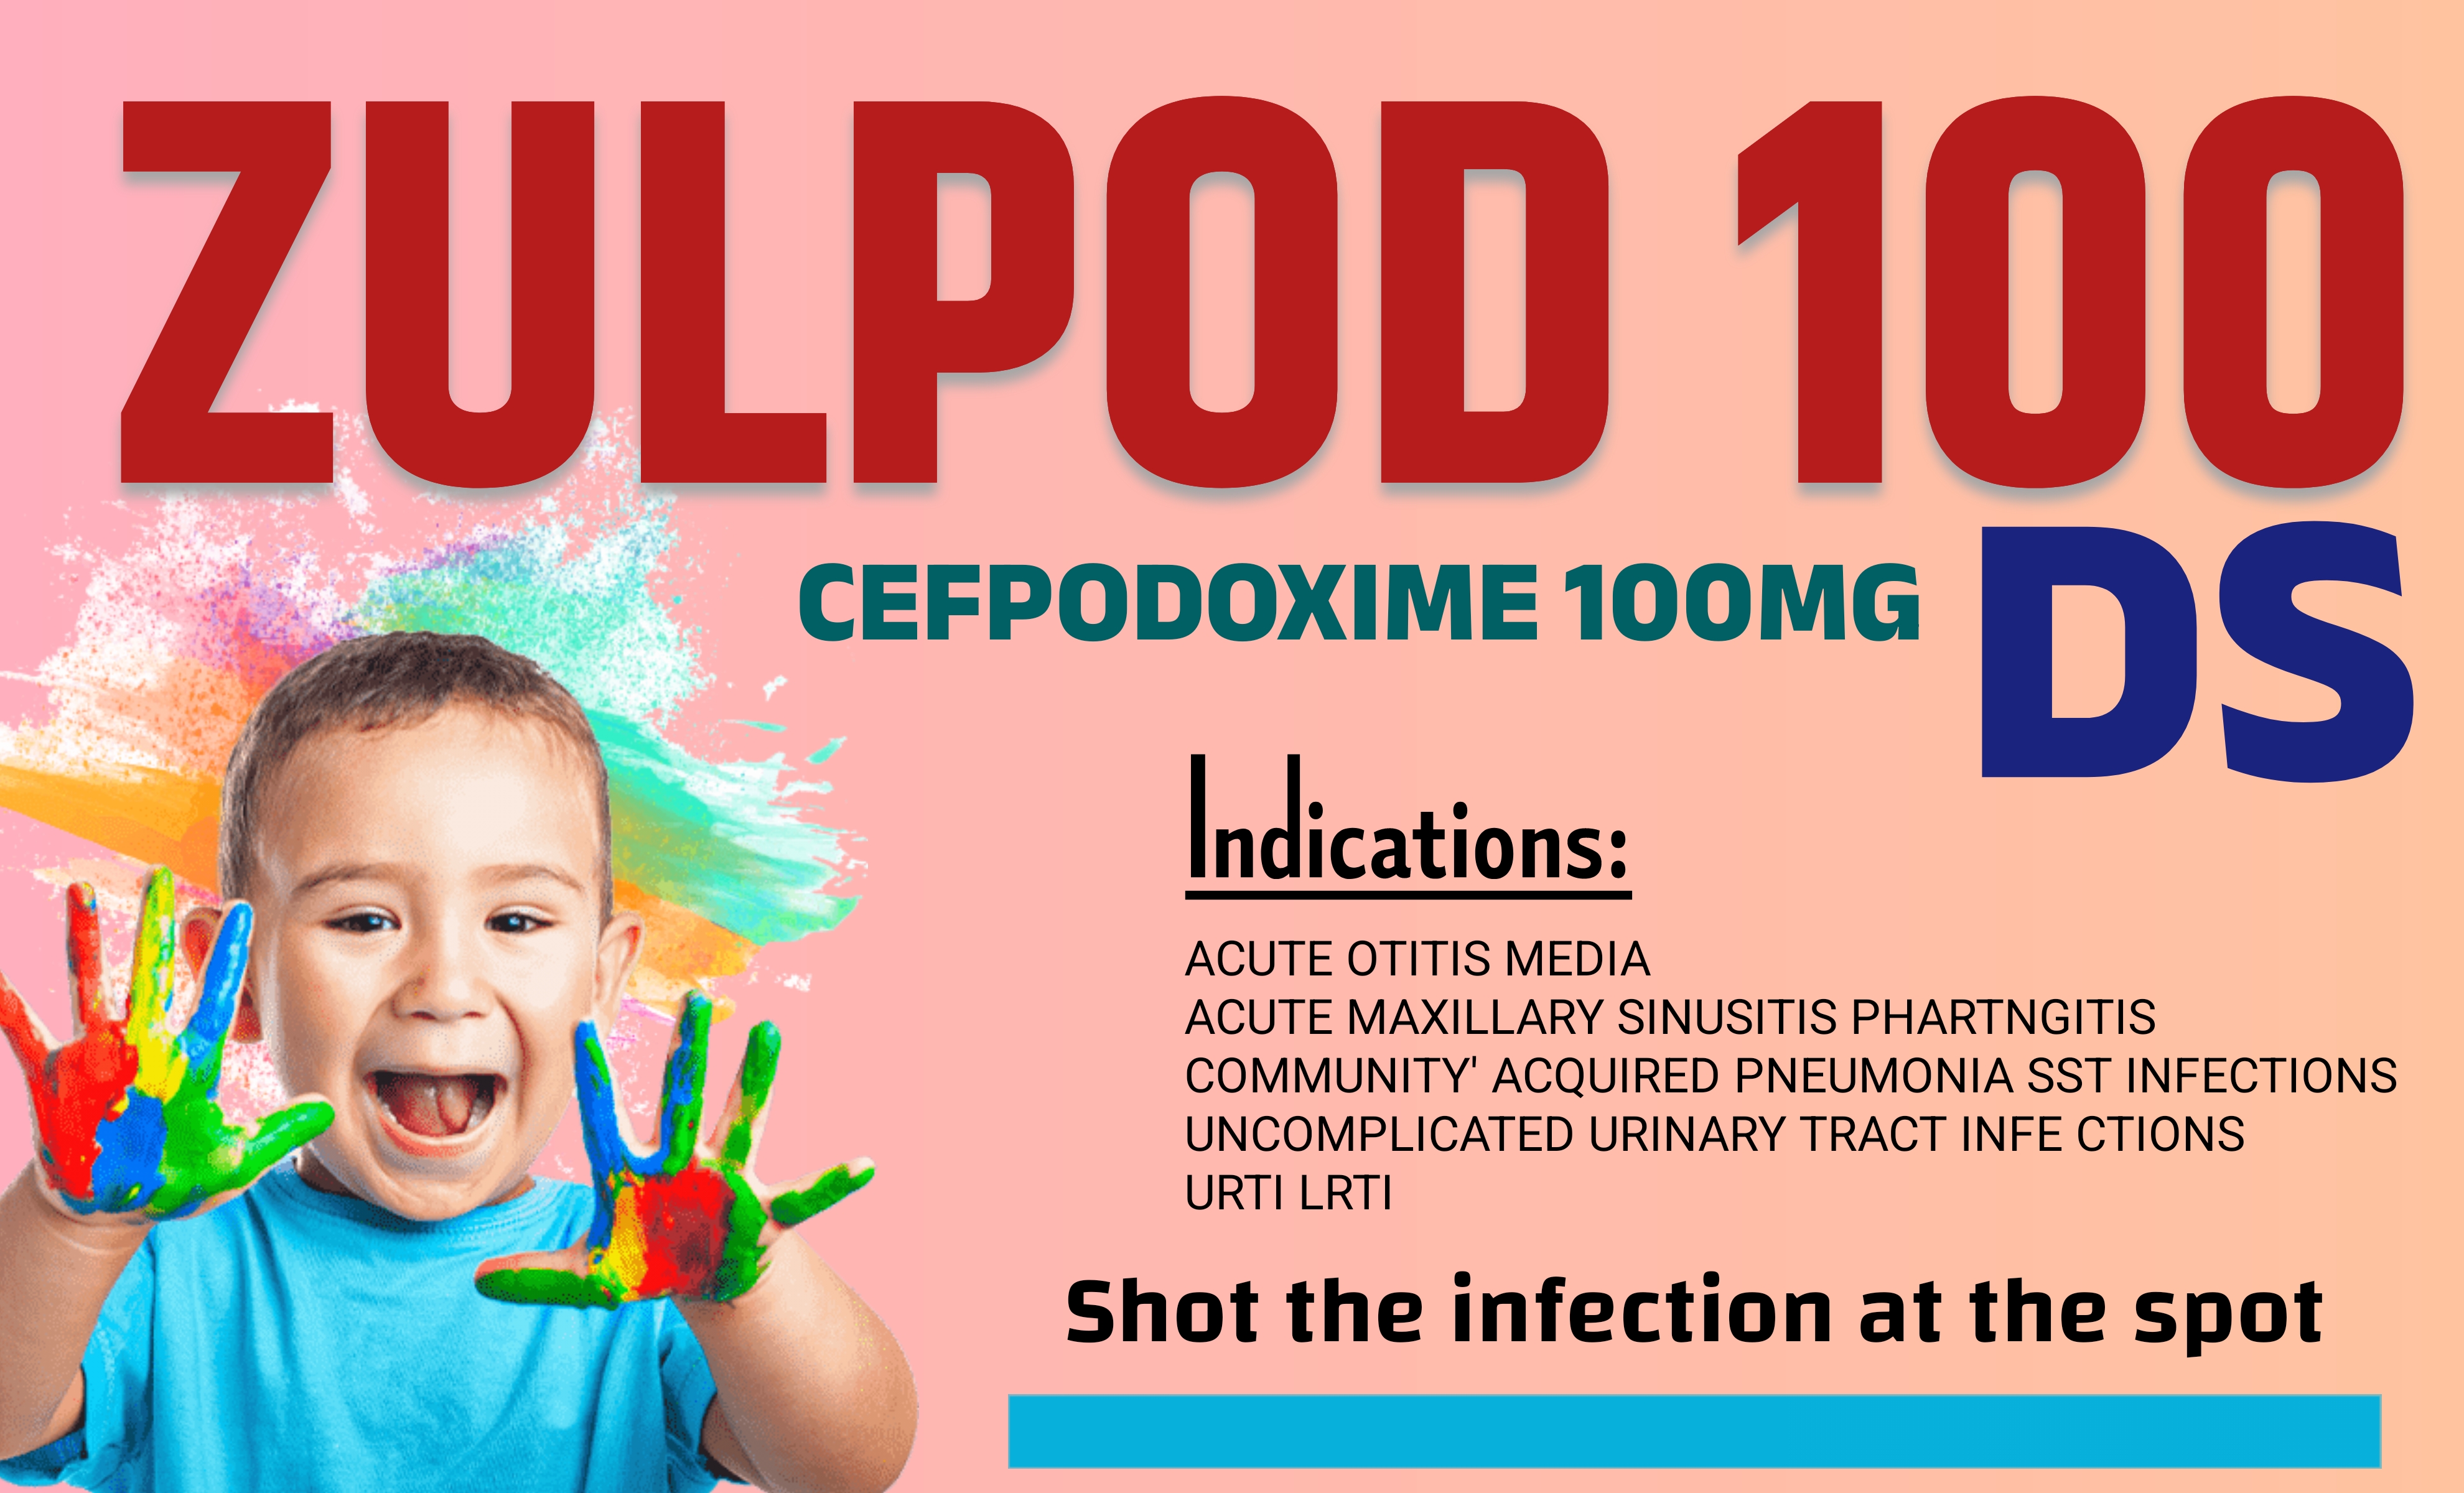 ZULPOD 100
CEFPODOXIME 100MG DS
Indications:
ACUTE OTITIS MEDIA
ACUTE MAXILLARY SINUSITIS PHARTNGITIS
COMMUNITY' ACQUIRED PNEUMONIA SST INFECTIONS
UNCOMPLICATED URINARY TRACT INFE CTIONS
URTI LRTI
Shot the infection at the spot